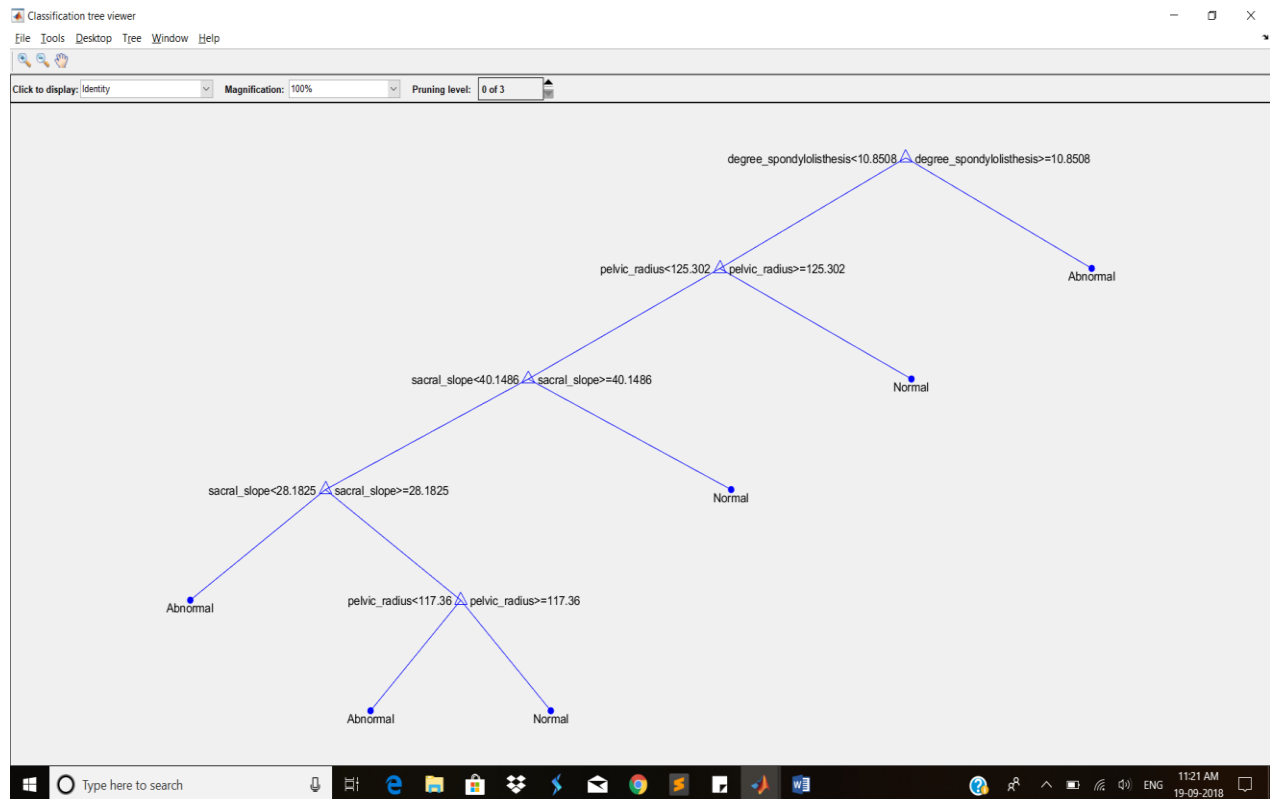 Classification tree viewer
File Tools Desktop Tree Window Help
Click to display: Identity Magnification: 100% Pruning level: 0 of 3
degree_spondylolisthesis<10.8508 degree_spondylolisthesis>=10.8508
pelvic_radius<125.302 pelvic_radius>=125.302
Abnormal
sacral_slope<40.1486 sacral_slope>=40.1486
Normal
sacral_slope<28.1825 sacral_slope>=28.1825
Normal
pelvic_radius<117.36 pelvic_radius>=117.36
Abnormal
Abnormal
Normal
Type here to search
ENG
11:21 AM
19-09-2018